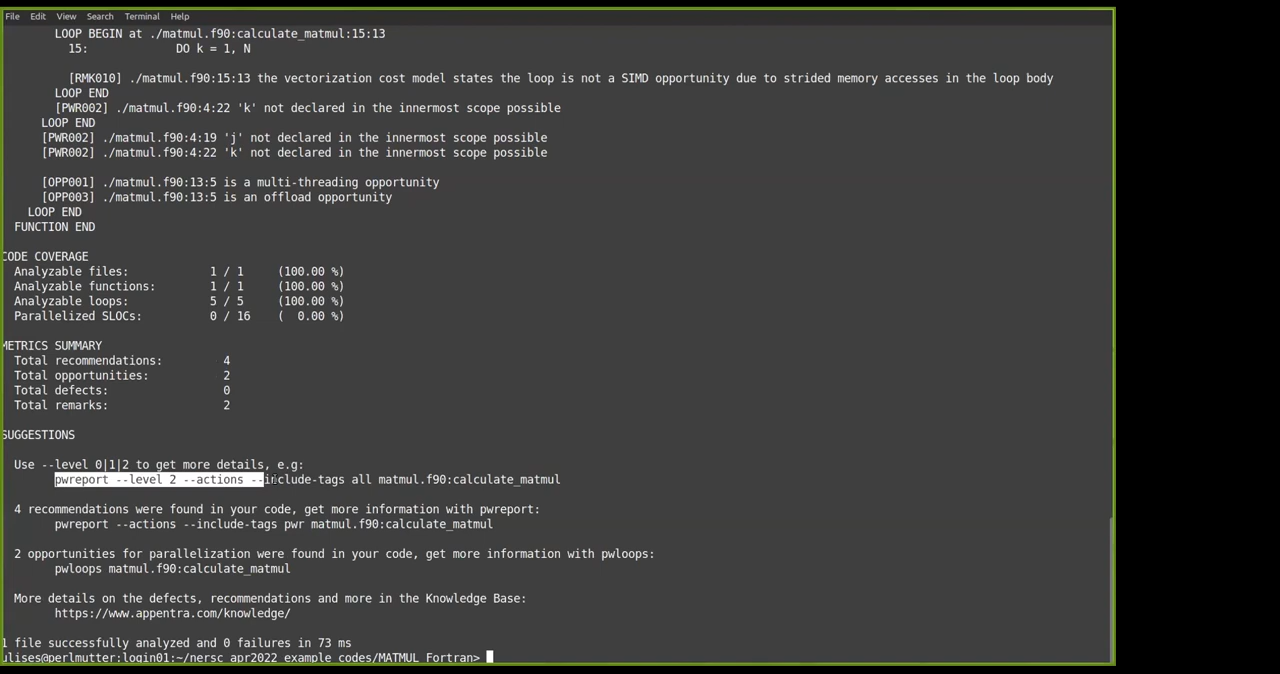 File Edit View Search Terminal Help
LOOP BEGIN at ./matmul.f90:calculate_matmul:15:13
15: DO k = 1, N
[RMK010] ./matmul.f90:15:13 the vectorization cost model states the loop is not a SIMD opportunity due to strided memory accesses in the loop body
LOOP END
[PWR002] ./matmul.f90:4:22 'k' not declared in the innermost scope possible
LOOP END
[PWR002] ./matmul.f90:4:19 'j' not declared in the innermost scope possible
[PWR002] ./matmul.f90:4:22 'k' not declared in the innermost scope possible
[OPP001] ./matmul.f90:13:5 is a multi-threading opportunity
[OPP003] ./matmul.f90:13:5 is an offload opportunity
LOOP END
FUNCTION END
CODE COVERAGE
Analyzable files: 1 / 1 (100.00 %)
Analyzable functions: 1 / 1 (100.00 %)
Analyzable loops: 5 / 5 (100.00 %)
Parallelized SLOCs: 0 / 16 ( 0.00 %)
METRICS SUMMARY
Total recommendations: 4
Total opportunities: 2
Total defects: 0
Total remarks: 2
SUGGESTIONS
Use --level 0|1|2 to get more details, e.g:
pwreport --level 2 --actions --include-tags all matmul.f90:calculate_matmul
4 recommendations were found in your code, get more information with pwreport:
pwreport --actions --include-tags pwr matmul.f90:calculate_matmul
2 opportunities for parallelization were found in your code, get more information with pwloops:
pwloops matmul.f90:calculate_matmul
More details on the defects, recommendations and more in the Knowledge Base:
https://www.appentra.com/knowledge/
1 file successfully analyzed and 0 failures in 73 ms
ulises@perlmutter:login01:~/nersc_apr2022_example_codes/MATMUL_Fortran>